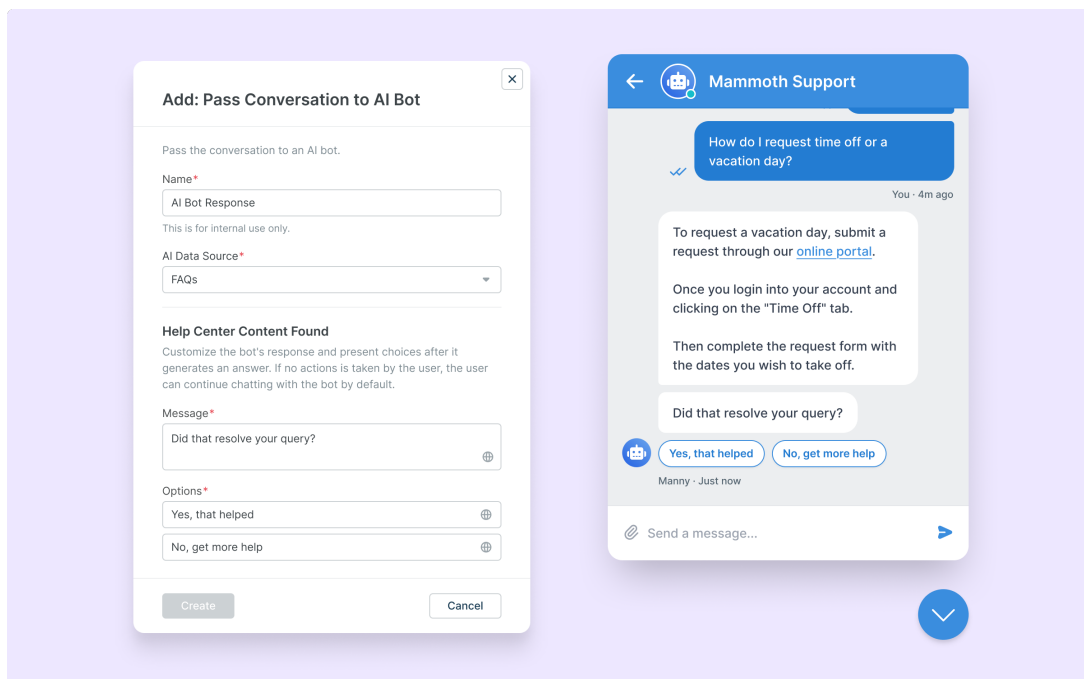 Add: Pass Conversation to AI Bot
Pass the conversation to an AI bot.
Name*
AI Bot Response
This is for internal use only.
AI Data Source*
FAQs
Help Center Content Found
Customize the bot's response and present choices after it
generates an answer. If no actions is taken by the user, the user
can continue chatting with the bot by default.
Message*
Did that resolve your query?
Options*
Yes, that helped
No, get more help
Create
Cancel
Mammoth Support
How do I request time off or a
vacation day?
You · 4m ago
To request a vacation day, submit a
request through our online portal.
Once you login into your account and
clicking on the "Time Off" tab.
Then complete the request form with
the dates you wish to take off.
Did that resolve your query?
Yes, that helped
No, get more help
Manny · Just now
Send a message...